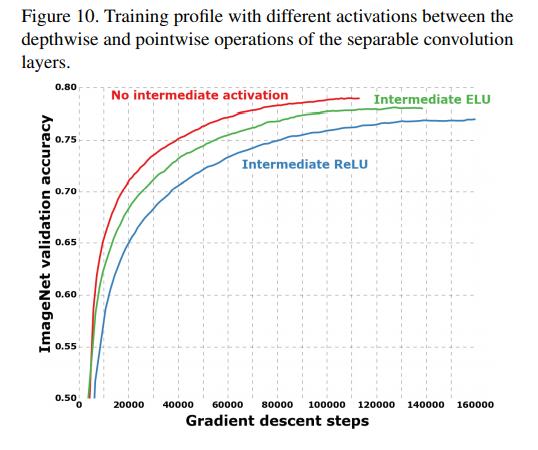 Figure 10. Training profile with different activations between the
depthwise and pointwise operations of the separable convolution
layers.
0.80
No intermediate activation
Intermediate ELU
0.75
Intermediate ReLU
0.70
0.65
0.60
0.55
0.50
ImageNet validation accuracy
0 20000 40000 60000 80000 100000 120000 140000 160000
Gradient descent steps